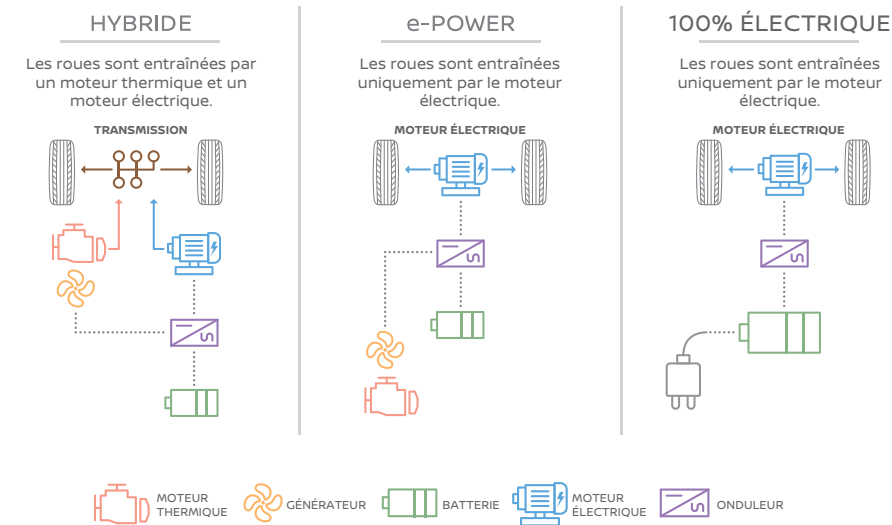 HYBRIDE
Les roues sont entraînées par
un moteur thermique et un
moteur électrique.
TRANSMISSION
e-POWER
Les roues sont entraînées
uniquement par le moteur
électrique.
MOTEUR ÉLECTRIQUE
100% ÉLECTRIQUE
Les roues sont entraînées
uniquement par le moteur
électrique.
MOTEUR ÉLECTRIQUE
MOTEUR
THERMIQUE
GÉNÉRATEUR
BATTERIE
MOTEUR
ÉLECTRIQUE
ONDULEUR